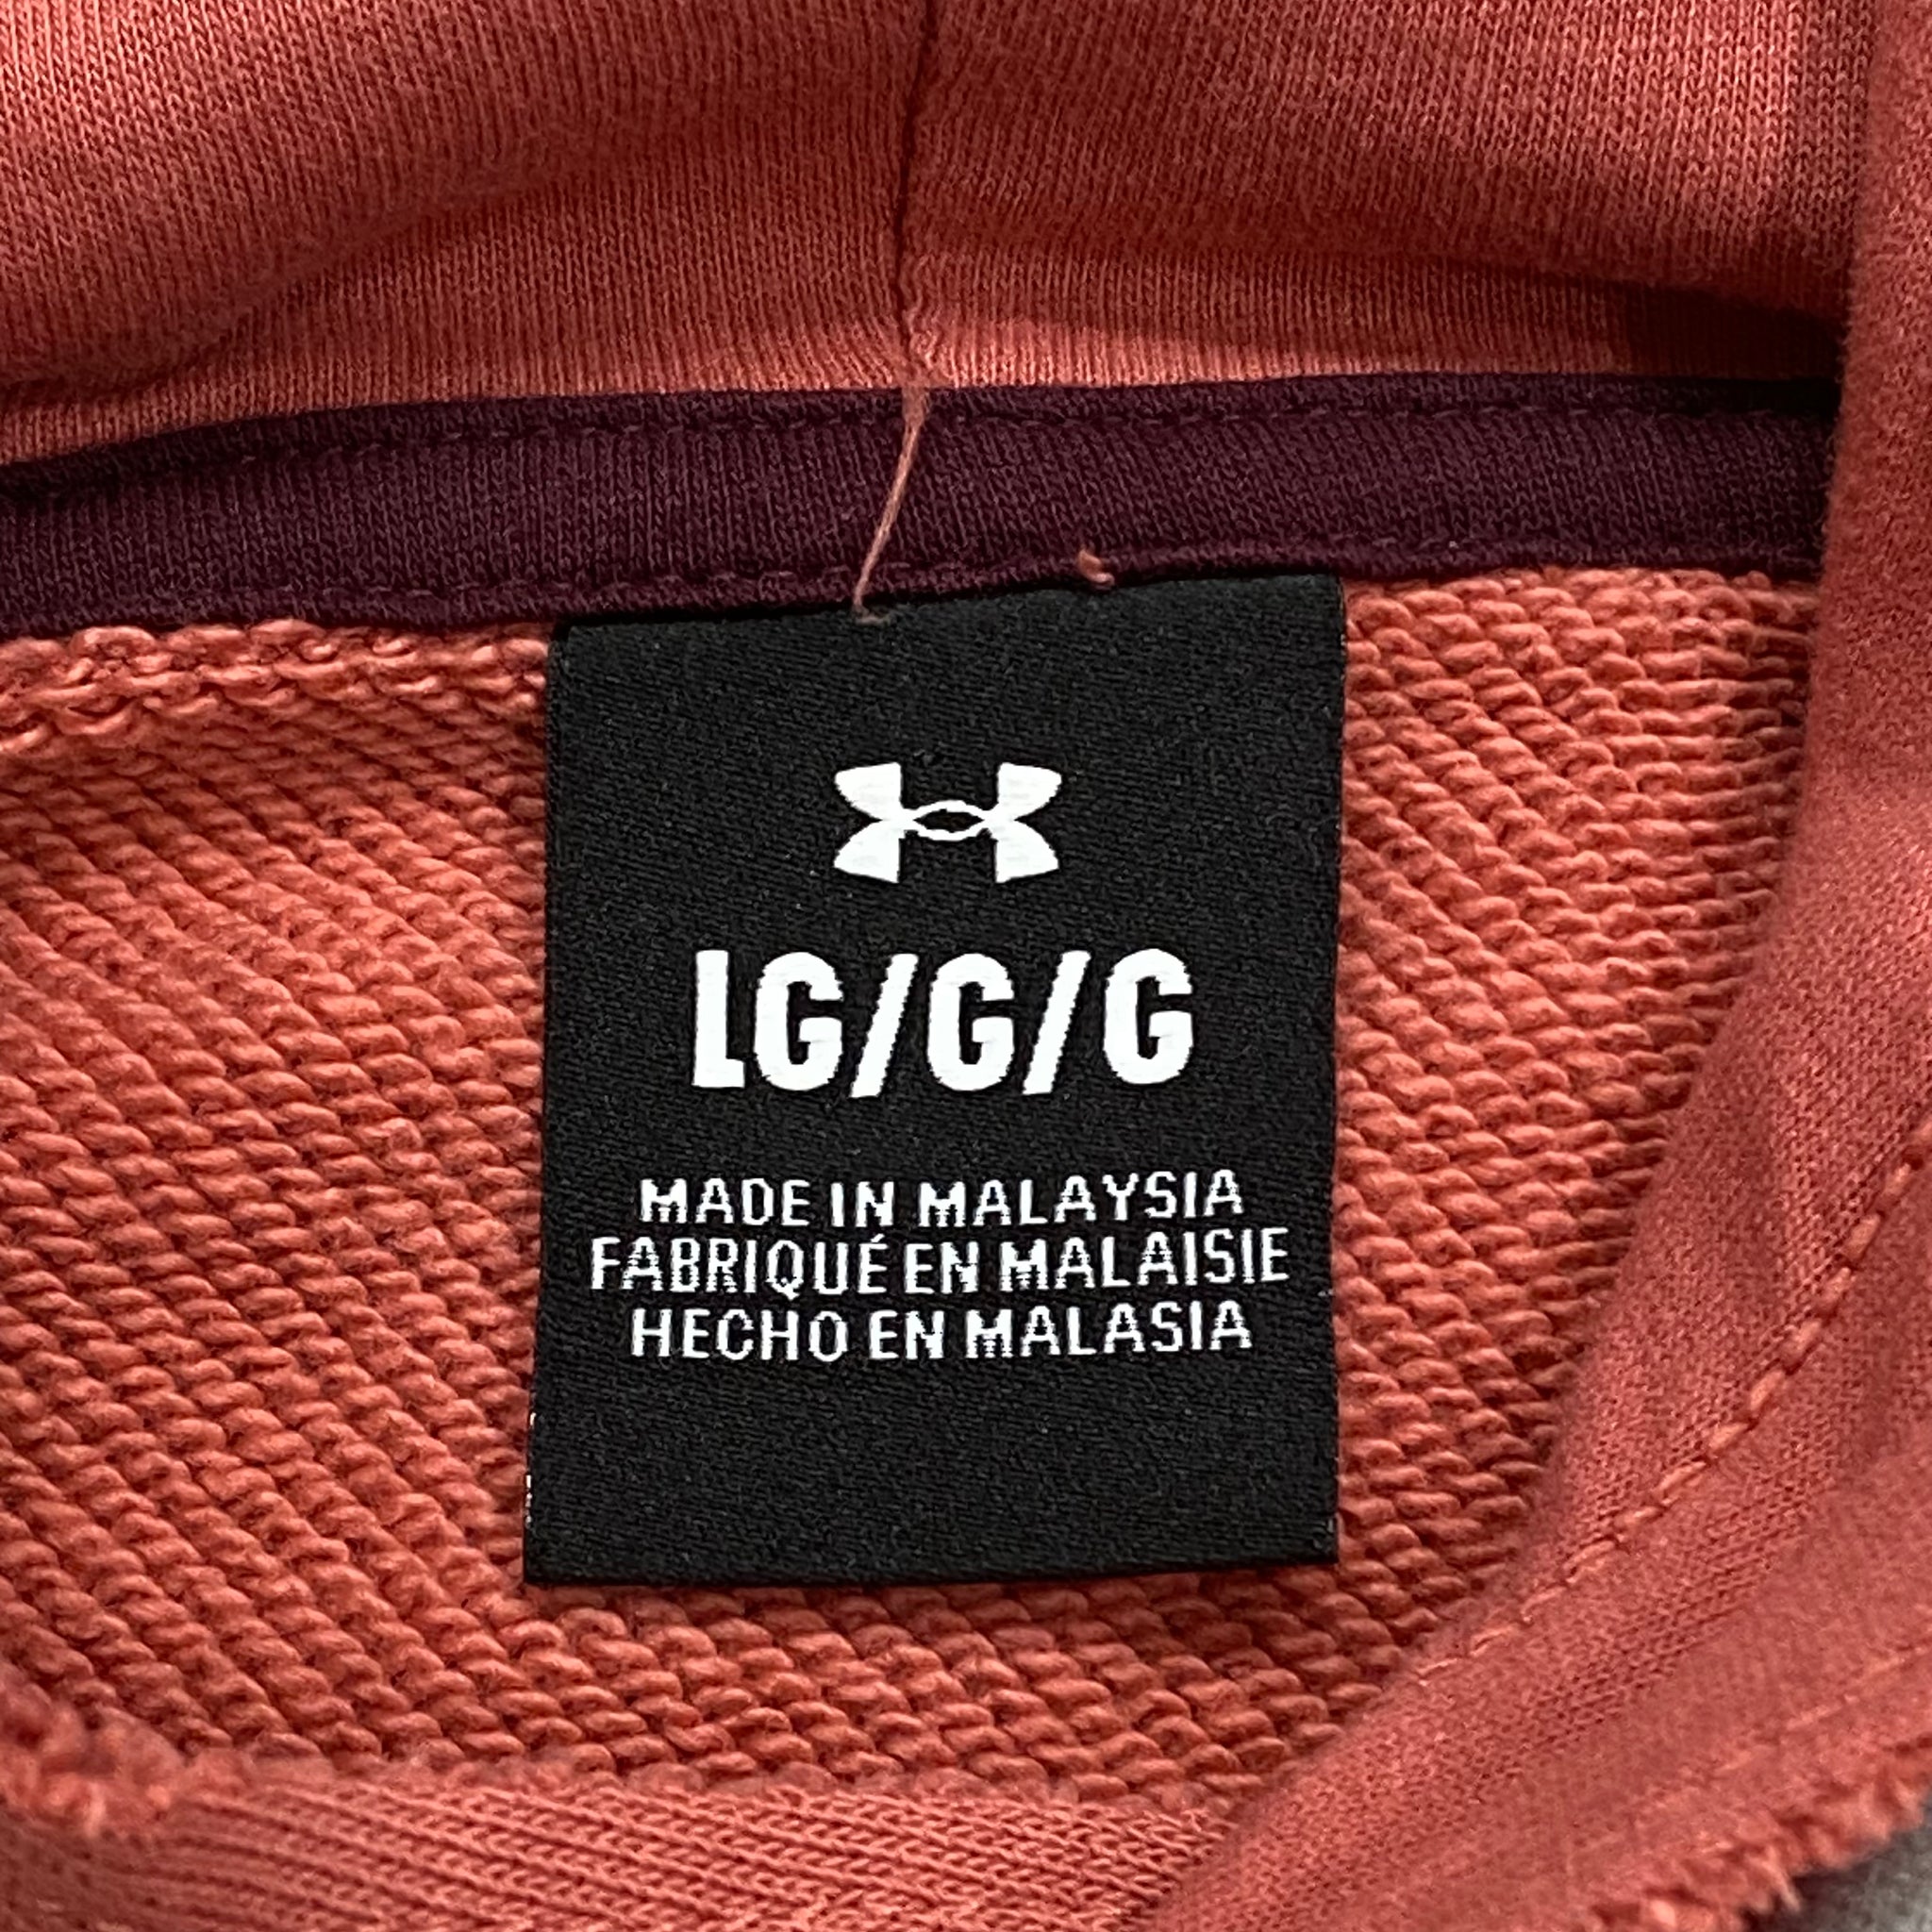 LG/G/G
MADE IN MALAYSIA
FABRIQUÉ EN MALAISIE
HECHO EN MALASIA